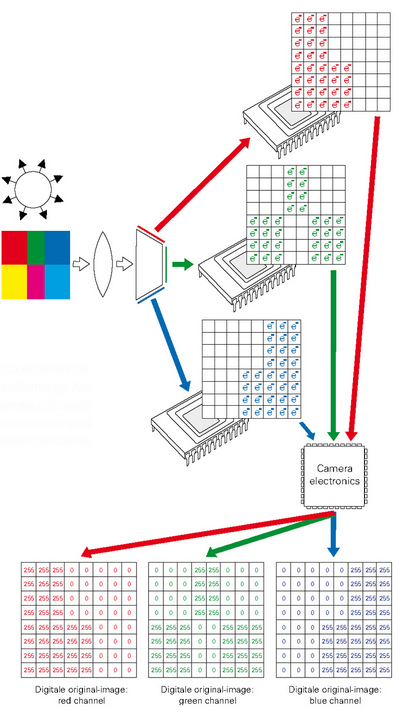 e⁻ e⁻ e⁻
e⁻ e⁻ e⁻
e⁻ e⁻ e⁻
e⁻ e⁻ e⁻
e⁻ e⁻ e⁻ e⁻ e⁻
e⁻ e⁻ e⁻ e⁻ e⁻
e⁻ e⁻ e⁻ e⁻ e⁻
e⁻ e⁻ e⁻ e⁻ e⁻
e⁻ e⁻
e⁻ e⁻
e⁻ e⁻
e⁻ e⁻
e⁻ e⁻ e⁻ e⁻ e⁻ e⁻
e⁻ e⁻ e⁻ e⁻ e⁻ e⁻
e⁻ e⁻ e⁻ e⁻ e⁻ e⁻
e⁻ e⁻ e⁻ e⁻ e⁻ e⁻
e⁻ e⁻ e⁻
e⁻ e⁻ e⁻
e⁻ e⁻ e⁻
e⁻ e⁻ e⁻
e⁻ e⁻ e⁻ e⁻ e⁻
e⁻ e⁻ e⁻ e⁻ e⁻
e⁻ e⁻ e⁻ e⁻ e⁻
e⁻ e⁻ e⁻ e⁻ e⁻
Camera
electronics
255 255 255 0 0 0 0 0
255 255 255 0 0 0 0 0
255 255 255 0 0 0 0 0
255 255 255 0 0 0 0 0
255 255 255 255 255 0 0 0
255 255 255 255 255 0 0 0
255 255 255 255 255 0 0 0
255 255 255 255 255 0 0 0
Digitale original-image:
red channel
0 0 0 255 255 0 0 0
0 0 0 255 255 0 0 0
0 0 0 255 255 0 0 0
0 0 0 255 255 0 0 0
255 255 255 0 0 255 255 255
255 255 255 0 0 255 255 255
255 255 255 0 0 255 255 255
255 255 255 0 0 255 255 255
Digitale original-image:
green channel
0 0 0 0 0 255 255 255
0 0 0 0 0 255 255 255
0 0 0 0 0 255 255 255
0 0 0 0 0 255 255 255
0 0 0 255 255 255 255 255
0 0 0 255 255 255 255 255
0 0 0 255 255 255 255 255
0 0 0 255 255 255 255 255
Digitale original-image:
blue channel